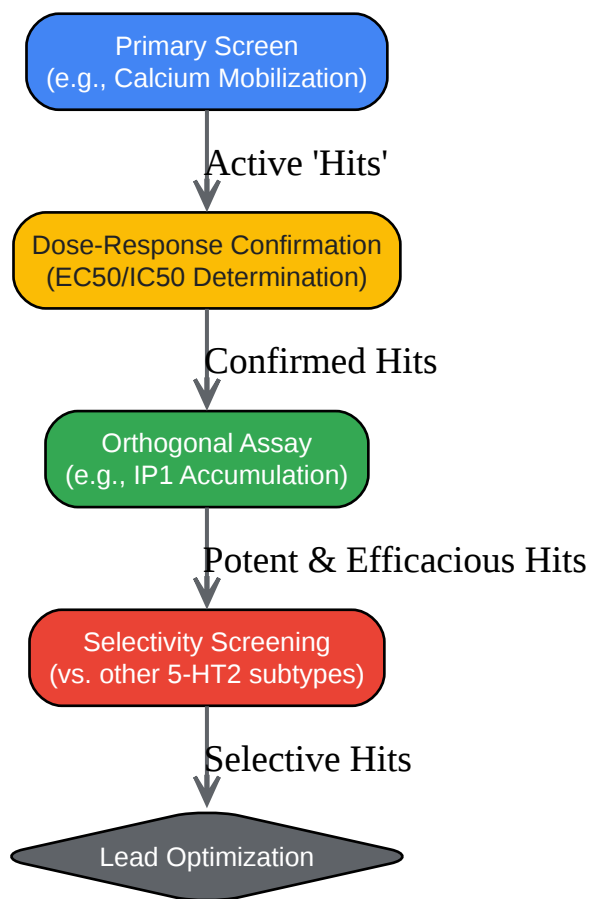 Primary Screen
(e.g., Calcium Mobilization)
Active 'Hits'
Dose-Response Confirmation
(EC50/IC50 Determination)
Confirmed Hits
Orthogonal Assay
(e.g., IP1 Accumulation)
Potent & Efficacious Hits
Selectivity Screening
(vs. other 5-HT2 subtypes)
Selective Hits
Lead Optimization